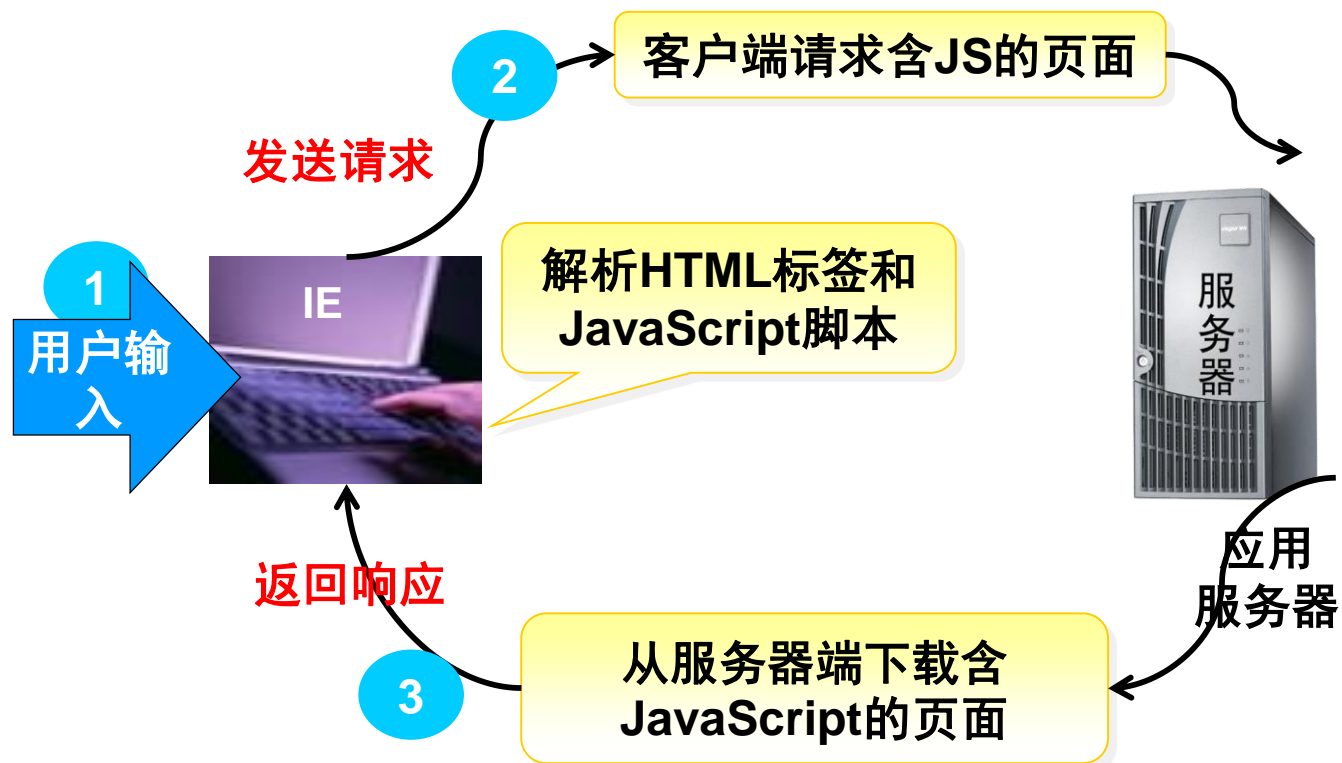 2
客户端请求含JS的页面
发送请求
1
用户输
入
IE
解析HTML标签和
JavaScript脚本
服
务
器
返回响应
应用
服务器
3
从服务器端下载含
JavaScript的页面